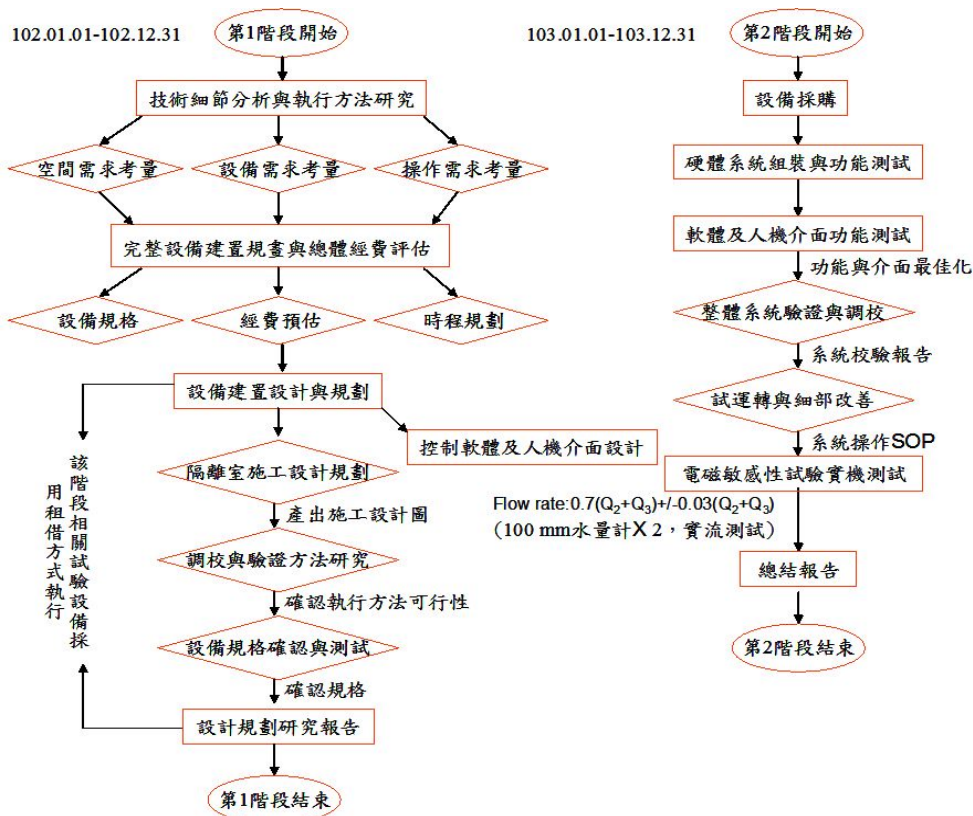 102.01.01-102.12.31
第1階段開始
技術細節分析與執行方法研究
空間需求考量
設備需求考量
操作需求考量
完整設備建置規畫與總體經費評估
設備規格
經費預估
時程規劃
設備建置設計與規劃
控制軟體及人機介面設計
隔離室施工設計規劃
產出施工設計圖
調校與驗證方法研究
確認執行方法可行性
設備規格確認與測試
確認規格
設計規劃研究報告
第1階段結束
該階段相關試驗設備採
用租借方式執行
103.01.01-103.12.31
第2階段開始
設備採購
硬體系統組裝與功能測試
軟體及人機介面功能測試
功能與介面最佳化
整體系統驗證與調校
系統校驗報告
試運轉與細部改善
系統操作SOP
電磁敏感性試驗實機測試
Flow rate:0.7(Q₂+Q₃)+/-0.03(Q₂+Q₃)
（100 mm水量計X 2，實流測試）
總結報告
第2階段結束